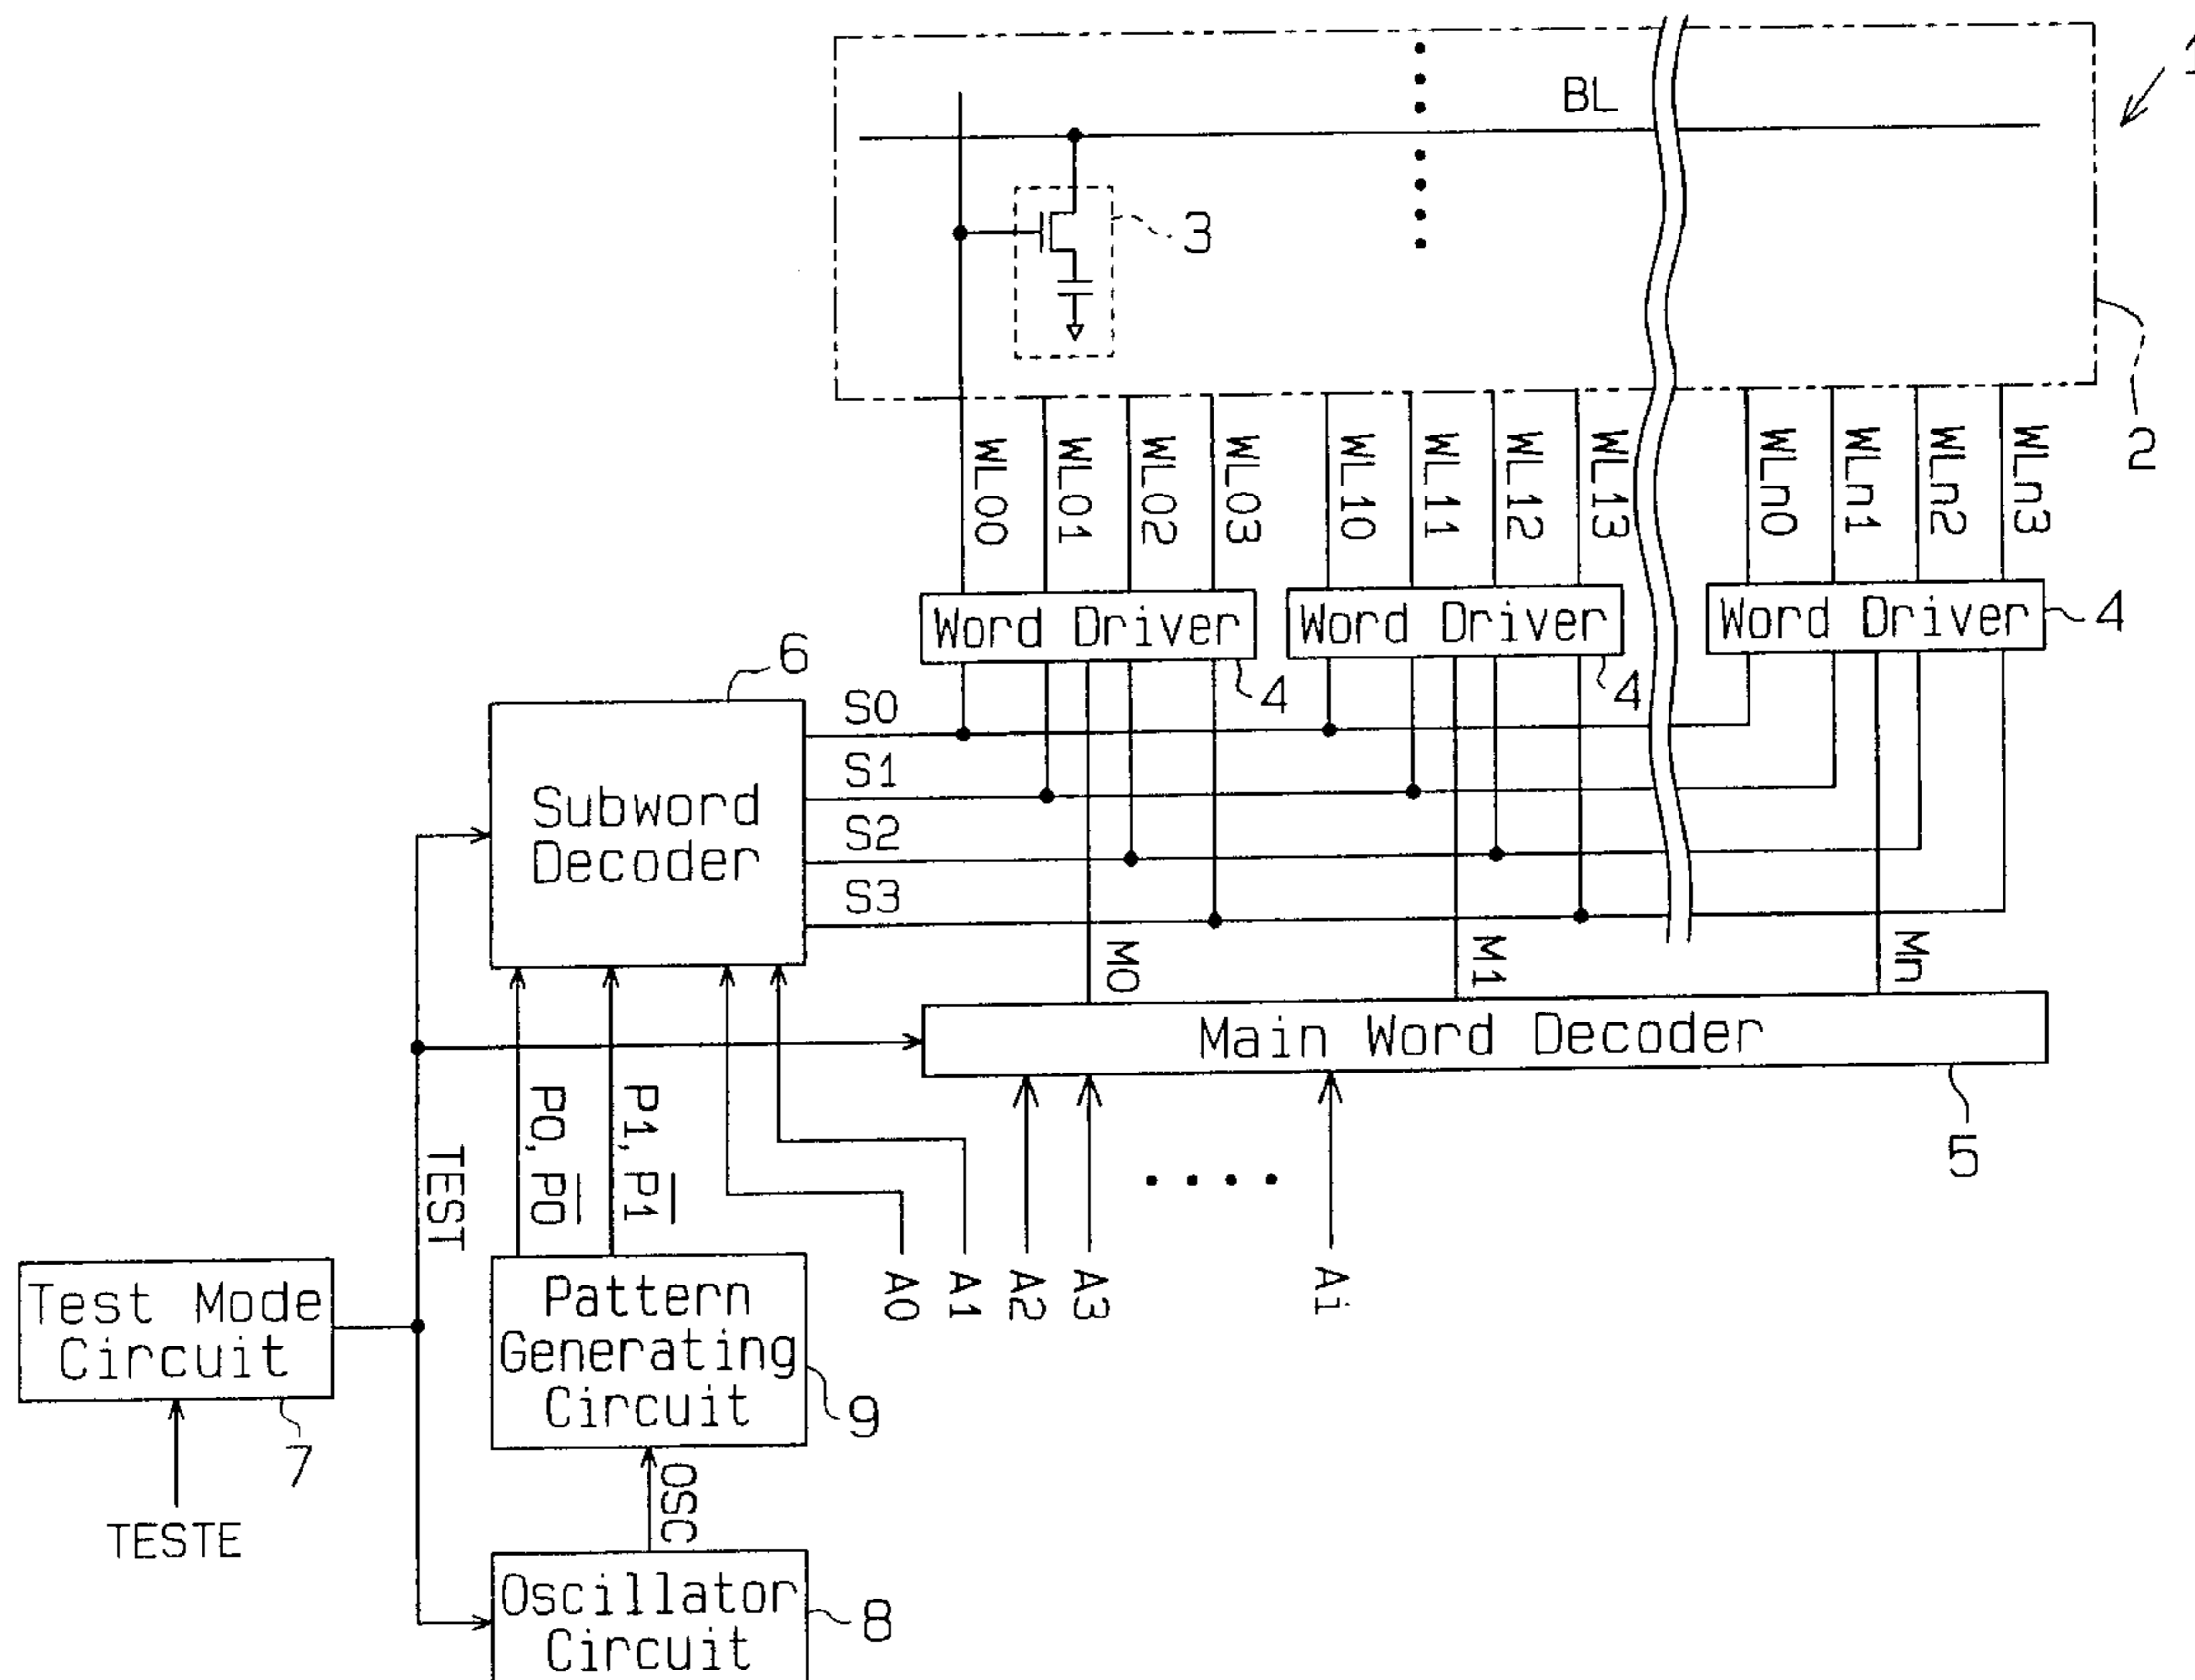 1
BL
3
2
WL00
WL01
WL02
WL03
WL10
WL11
WL12
WL13
WLn0
WLn1
WLn2
WLn3
Word Driver
4
Word Driver
4
Word Driver
4
6
Subword
Decoder
S0
S1
S2
S3
M0
M1
Mn
Main Word Decoder
5
P0, P̅0̅
P1, P̅1̅
TEST
A0
A1
A2
A3
Ai
Test Mode
Circuit
7
TESTE
Pattern
Generating
Circuit
9
OSC
Oscillator
Circuit
8